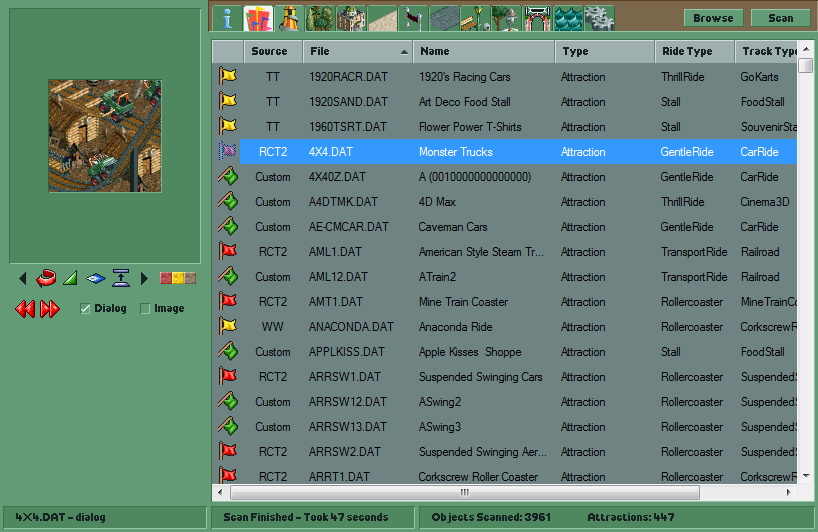 Browse Scan
Source File Name Type Ride Type Track Typ
TT 1920RACR.DAT 1920's Racing Cars Attraction ThrillRide GoKarts
TT 1920SAND.DAT Art Deco Food Stall Attraction Stall FoodStall
TT 1960TSRT.DAT Flower Power T-Shirts Attraction Stall SouvenirSta
RCT2 4X4.DAT Monster Trucks Attraction GentleRide CarRide
Custom 4X40Z.DAT A (0010000000000000) Attraction GentleRide CarRide
Custom A4DTMK.DAT 4D Max Attraction ThrillRide Cinema3D
Custom AE-CMCAR.DAT Caveman Cars Attraction GentleRide CarRide
RCT2 AML1.DAT American Style Steam Tr... Attraction TransportRide Railroad
Custom AML12.DAT ATrain2 Attraction TransportRide Railroad
RCT2 AMT1.DAT Mine Train Coaster Attraction Rollercoaster MineTrainCo
WW ANACONDA.DAT Anaconda Ride Attraction Rollercoaster CorkscrewR
Custom APPLKISS.DAT Apple Kisses  Shoppe Attraction Stall FoodStall
RCT2 ARRSW1.DAT Suspended Swinging Cars Attraction Rollercoaster SuspendedS
Custom ARRSW12.DAT ASwing2 Attraction Rollercoaster SuspendedS
Custom ARRSW13.DAT ASwing3 Attraction Rollercoaster SuspendedS
RCT2 ARRSW2.DAT Suspended Swinging Aer... Attraction Rollercoaster SuspendedS
RCT2 ARRT1.DAT Corkscrew Roller Coaster Attraction Rollercoaster CorkscrewR
Dialog Image
4X4.DAT - dialog Scan Finished - Took 47 seconds Objects Scanned: 3961 Attractions: 447